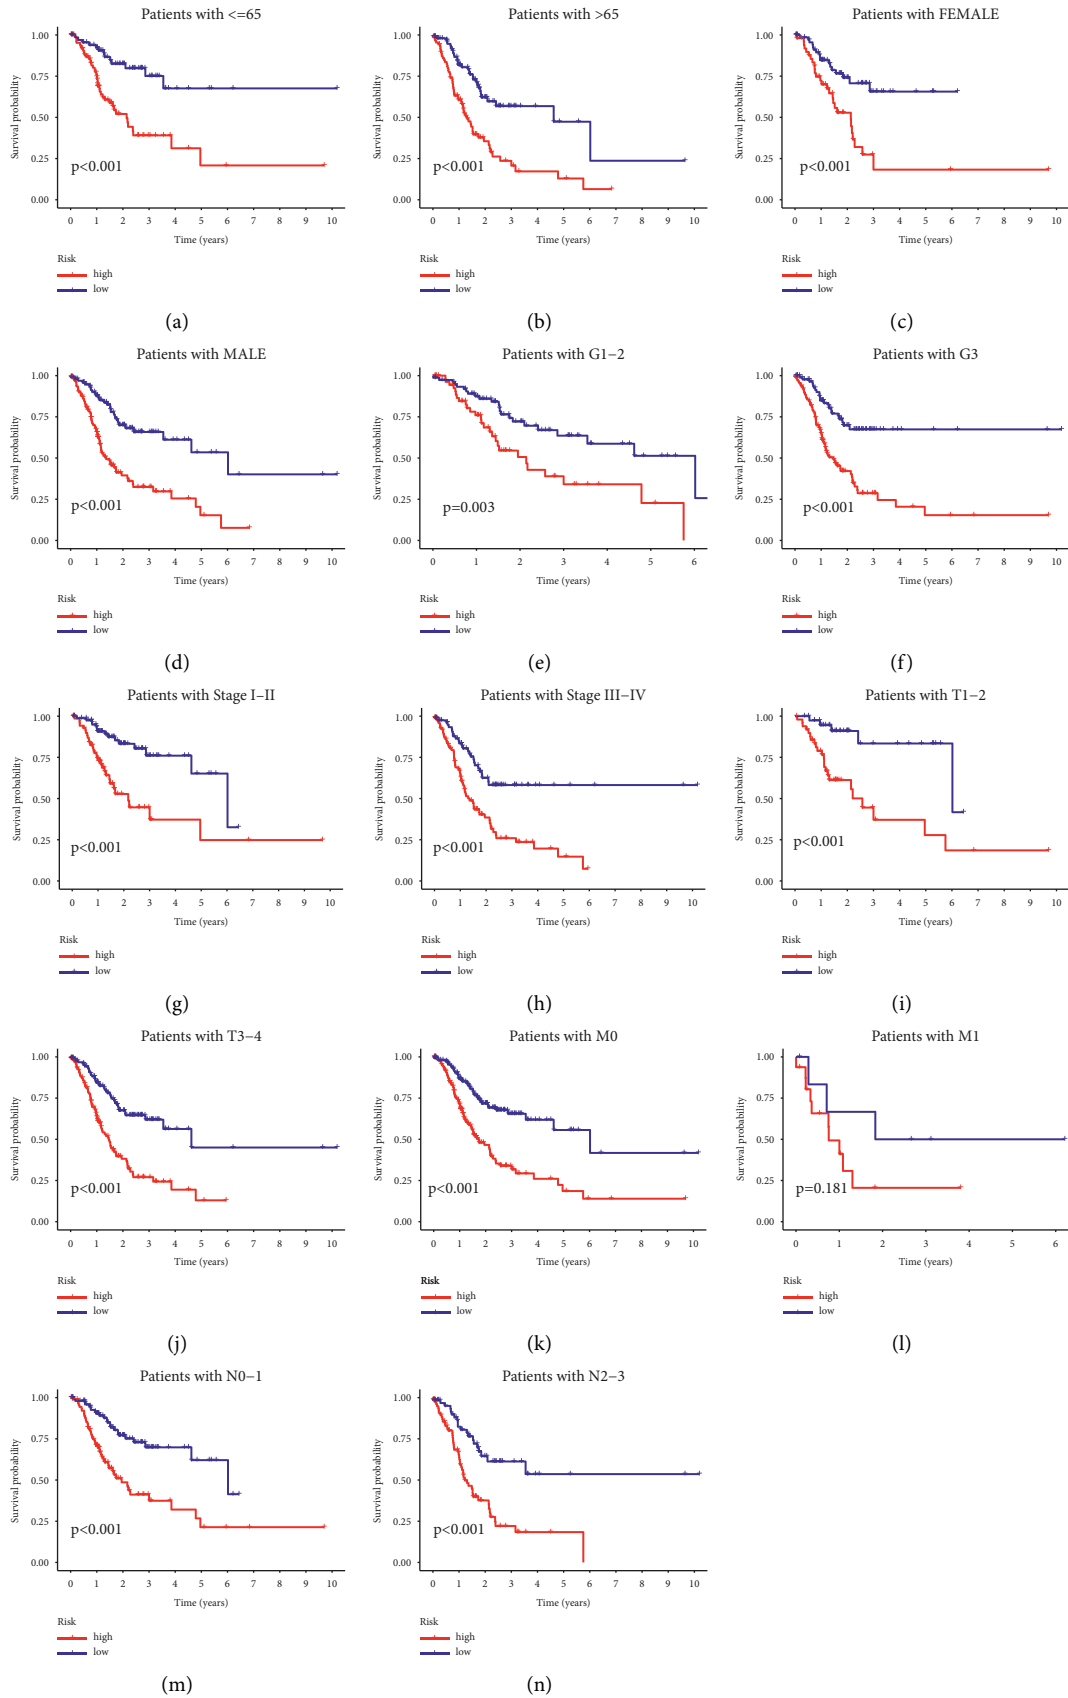 Patients with <=65
Survival probability
1.00
0.75
0.50
0.25
0.00
p<0.001
0 1 2 3 4 5 6 7 8 9 10
Time (years)
Risk
high
low
(a)
Patients with >65
Survival probability
1.00
0.75
0.50
0.25
0.00
p<0.001
0 1 2 3 4 5 6 7 8 9 10
Time (years)
Risk
high
low
(b)
Patients with FEMALE
Survival probability
1.00
0.75
0.50
0.25
0.00
p<0.001
0 1 2 3 4 5 6 7 8 9 10
Time (years)
Risk
high
low
(c)
Patients with MALE
Survival probability
1.00
0.75
0.50
0.25
0.00
p<0.001
0 1 2 3 4 5 6 7 8 9 10
Time (years)
Risk
high
low
(d)
Patients with G1−2
Survival probability
1.00
0.75
0.50
0.25
0.00
p=0.003
0 1 2 3 4 5 6
Time (years)
Risk
high
low
(e)
Patients with G3
Survival probability
1.00
0.75
0.50
0.25
0.00
p<0.001
0 1 2 3 4 5 6 7 8 9 10
Time (years)
Risk
high
low
(f)
Patients with Stage I−II
Survival probability
1.00
0.75
0.50
0.25
0.00
p<0.001
0 1 2 3 4 5 6 7 8 9 10
Time (years)
Risk
high
low
(g)
Patients with Stage III−IV
Survival probability
1.00
0.75
0.50
0.25
0.00
p<0.001
0 1 2 3 4 5 6 7 8 9 10
Time (years)
Risk
high
low
(h)
Patients with T1−2
Survival probability
1.00
0.75
0.50
0.25
0.00
p<0.001
0 1 2 3 4 5 6 7 8 9 10
Time (years)
Risk
high
low
(i)
Patients with T3−4
Survival probability
1.00
0.75
0.50
0.25
0.00
p<0.001
0 1 2 3 4 5 6 7 8 9 10
Time (years)
Risk
high
low
(j)
Patients with M0
Survival probability
1.00
0.75
0.50
0.25
0.00
p<0.001
0 1 2 3 4 5 6 7 8 9 10
Time (years)
Risk
high
low
(k)
Patients with M1
Survival probability
1.00
0.75
0.50
0.25
0.00
p=0.181
0 1 2 3 4 5 6
Time (years)
Risk
high
low
(l)
Patients with N0−1
Survival probability
1.00
0.75
0.50
0.25
0.00
p<0.001
0 1 2 3 4 5 6 7 8 9 10
Time (years)
Risk
high
low
(m)
Patients with N2−3
Survival probability
1.00
0.75
0.50
0.25
0.00
p<0.001
0 1 2 3 4 5 6 7 8 9 10
Time (years)
Risk
high
low
(n)